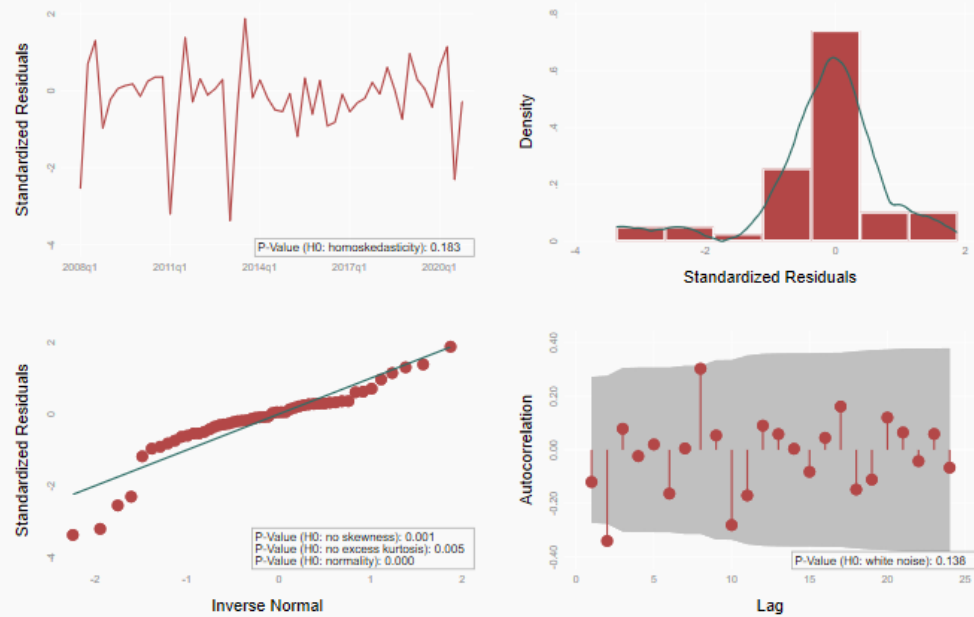 Standardized Residuals
2
0
-2
-4
P-Value (H0: homoskedasticity): 0.183
2008q1 2011q1 2014q1 2017q1 2020q1
Density
.8
.6
.4
.2
0
-4 -2 0 2
Standardized Residuals
Standardized Residuals
2
0
-2
-4
P-Value (H0: no skewness): 0.001
P-Value (H0: no excess kurtosis): 0.005
P-Value (H0: normality): 0.000
-2 -1 0 1 2
Inverse Normal
Autocorrelation
0.40
0.20
0.00
-0.20
-0.40
P-Value (H0: white noise): 0.138
0 5 10 15 20 25
Lag